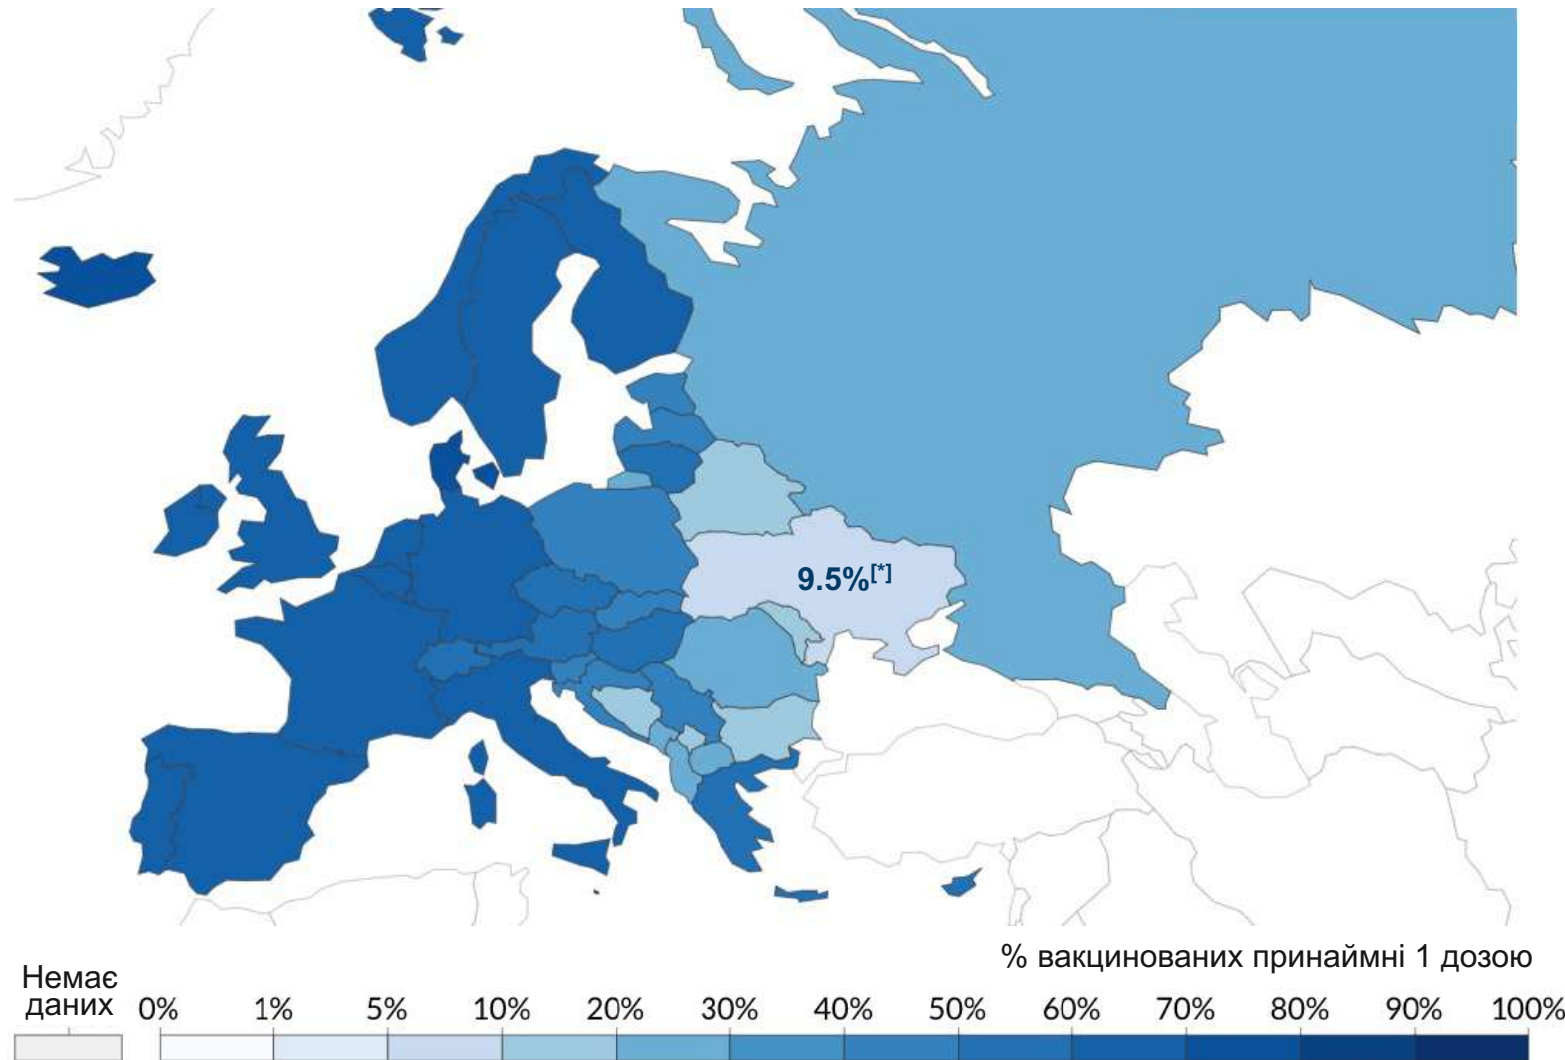 9.5%[*]
% вакцинованих принаймні 1 дозою
Немає
даних
0% 1% 5% 10% 20% 30% 40% 50% 60% 70% 80% 90% 100%